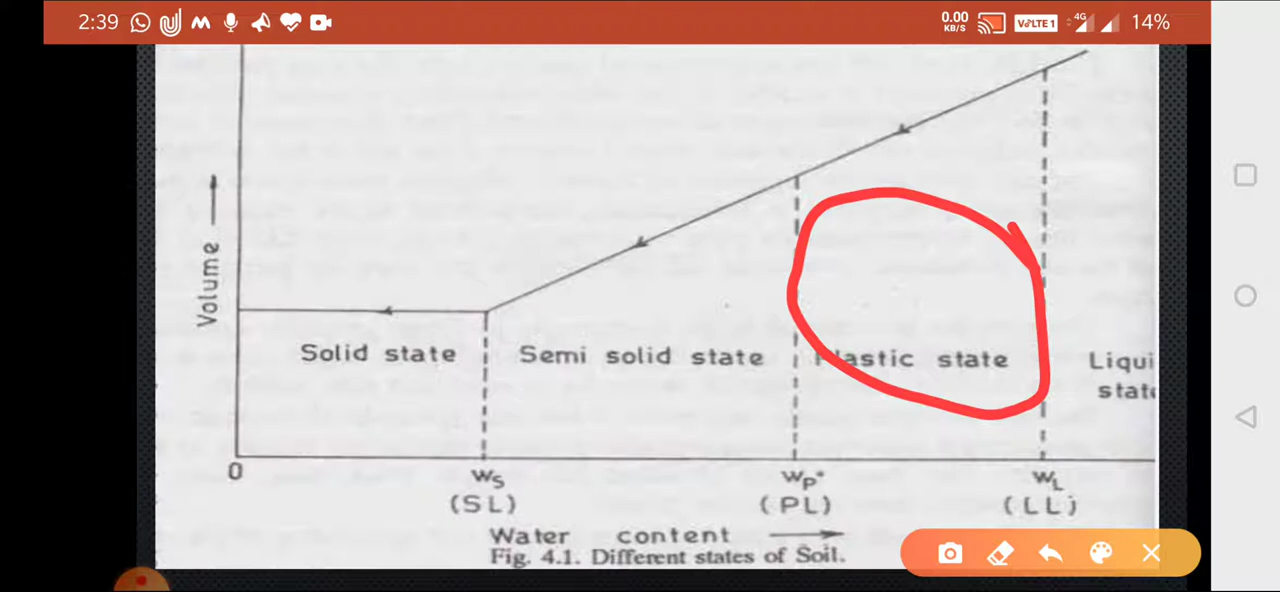 2:39
0.00
KB/S
VoLTE 1
4G
14%
Volume
Solid state
Semi solid state
Plastic state
Liqui
state
0
wS
wP*
wL
(SL)
(PL)
(LL)
Water content
Fig. 4.1. Different states of Soil.